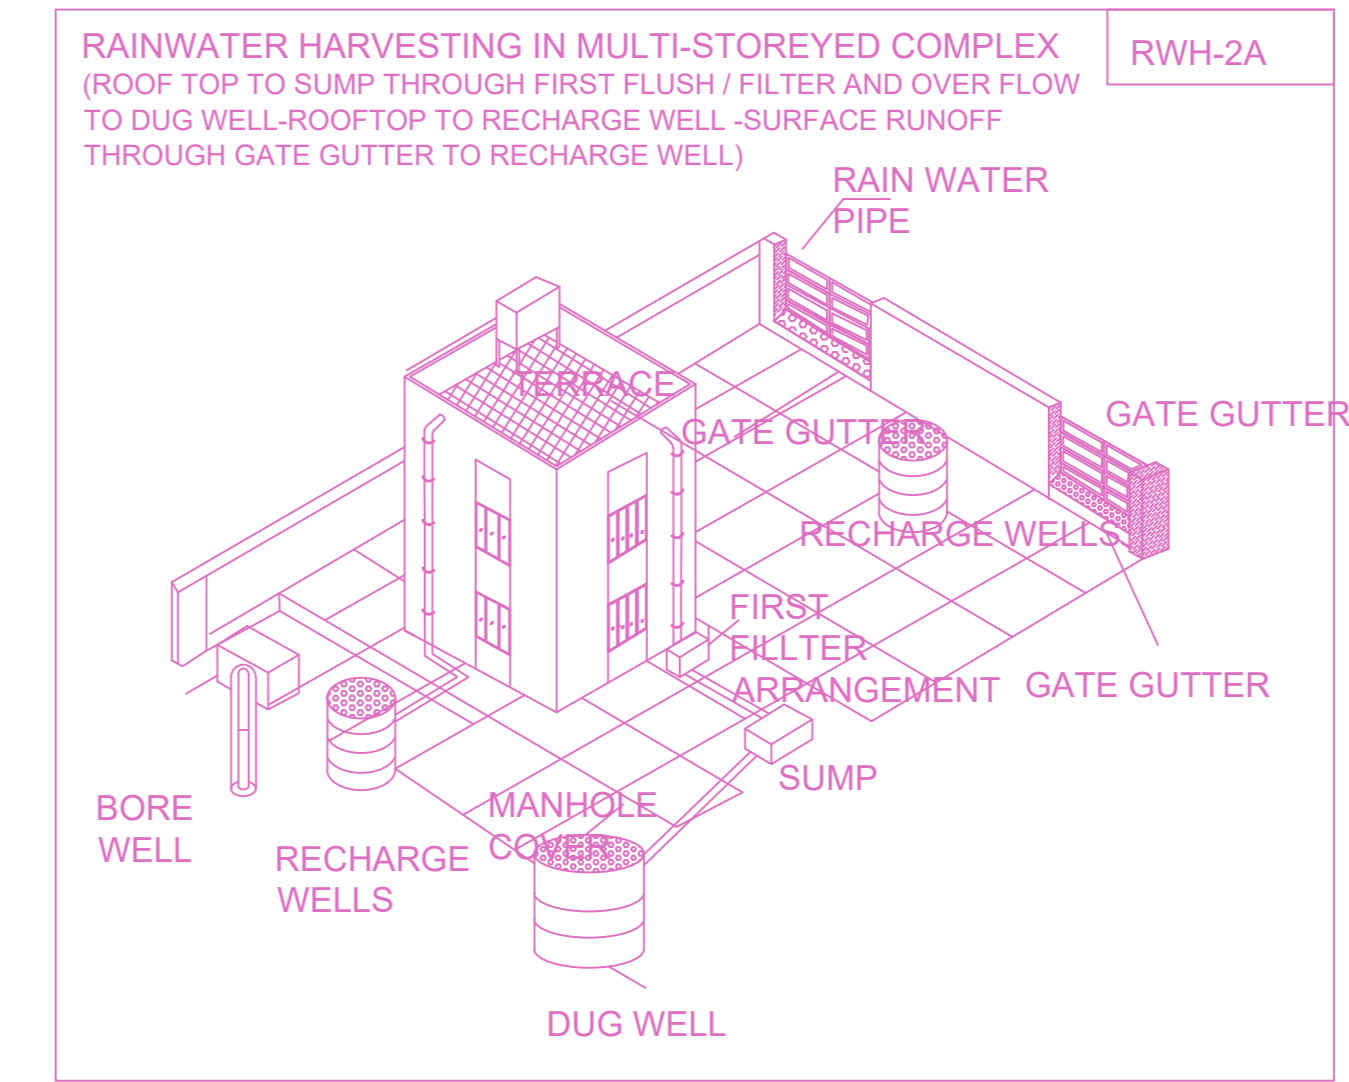 RAINWATER HARVESTING IN MULTI-STOREYED COMPLEX
RWH-2A
(ROOF TOP TO SUMP THROUGH FIRST FLUSH / FILTER AND OVER FLOW
TO DUG WELL-ROOFTOP TO RECHARGE WELL -SURFACE RUNOFF
THROUGH GATE GUTTER TO RECHARGE WELL)
RAIN WATER
PIPE
TERRACE
GATE GUTTER
GATE GUTTER
RECHARGE WELLS
FIRST
FILLTER
ARRANGEMENT
GATE GUTTER
SUMP
MANHOLE
COVER
BORE
WELL
RECHARGE
WELLS
DUG WELL